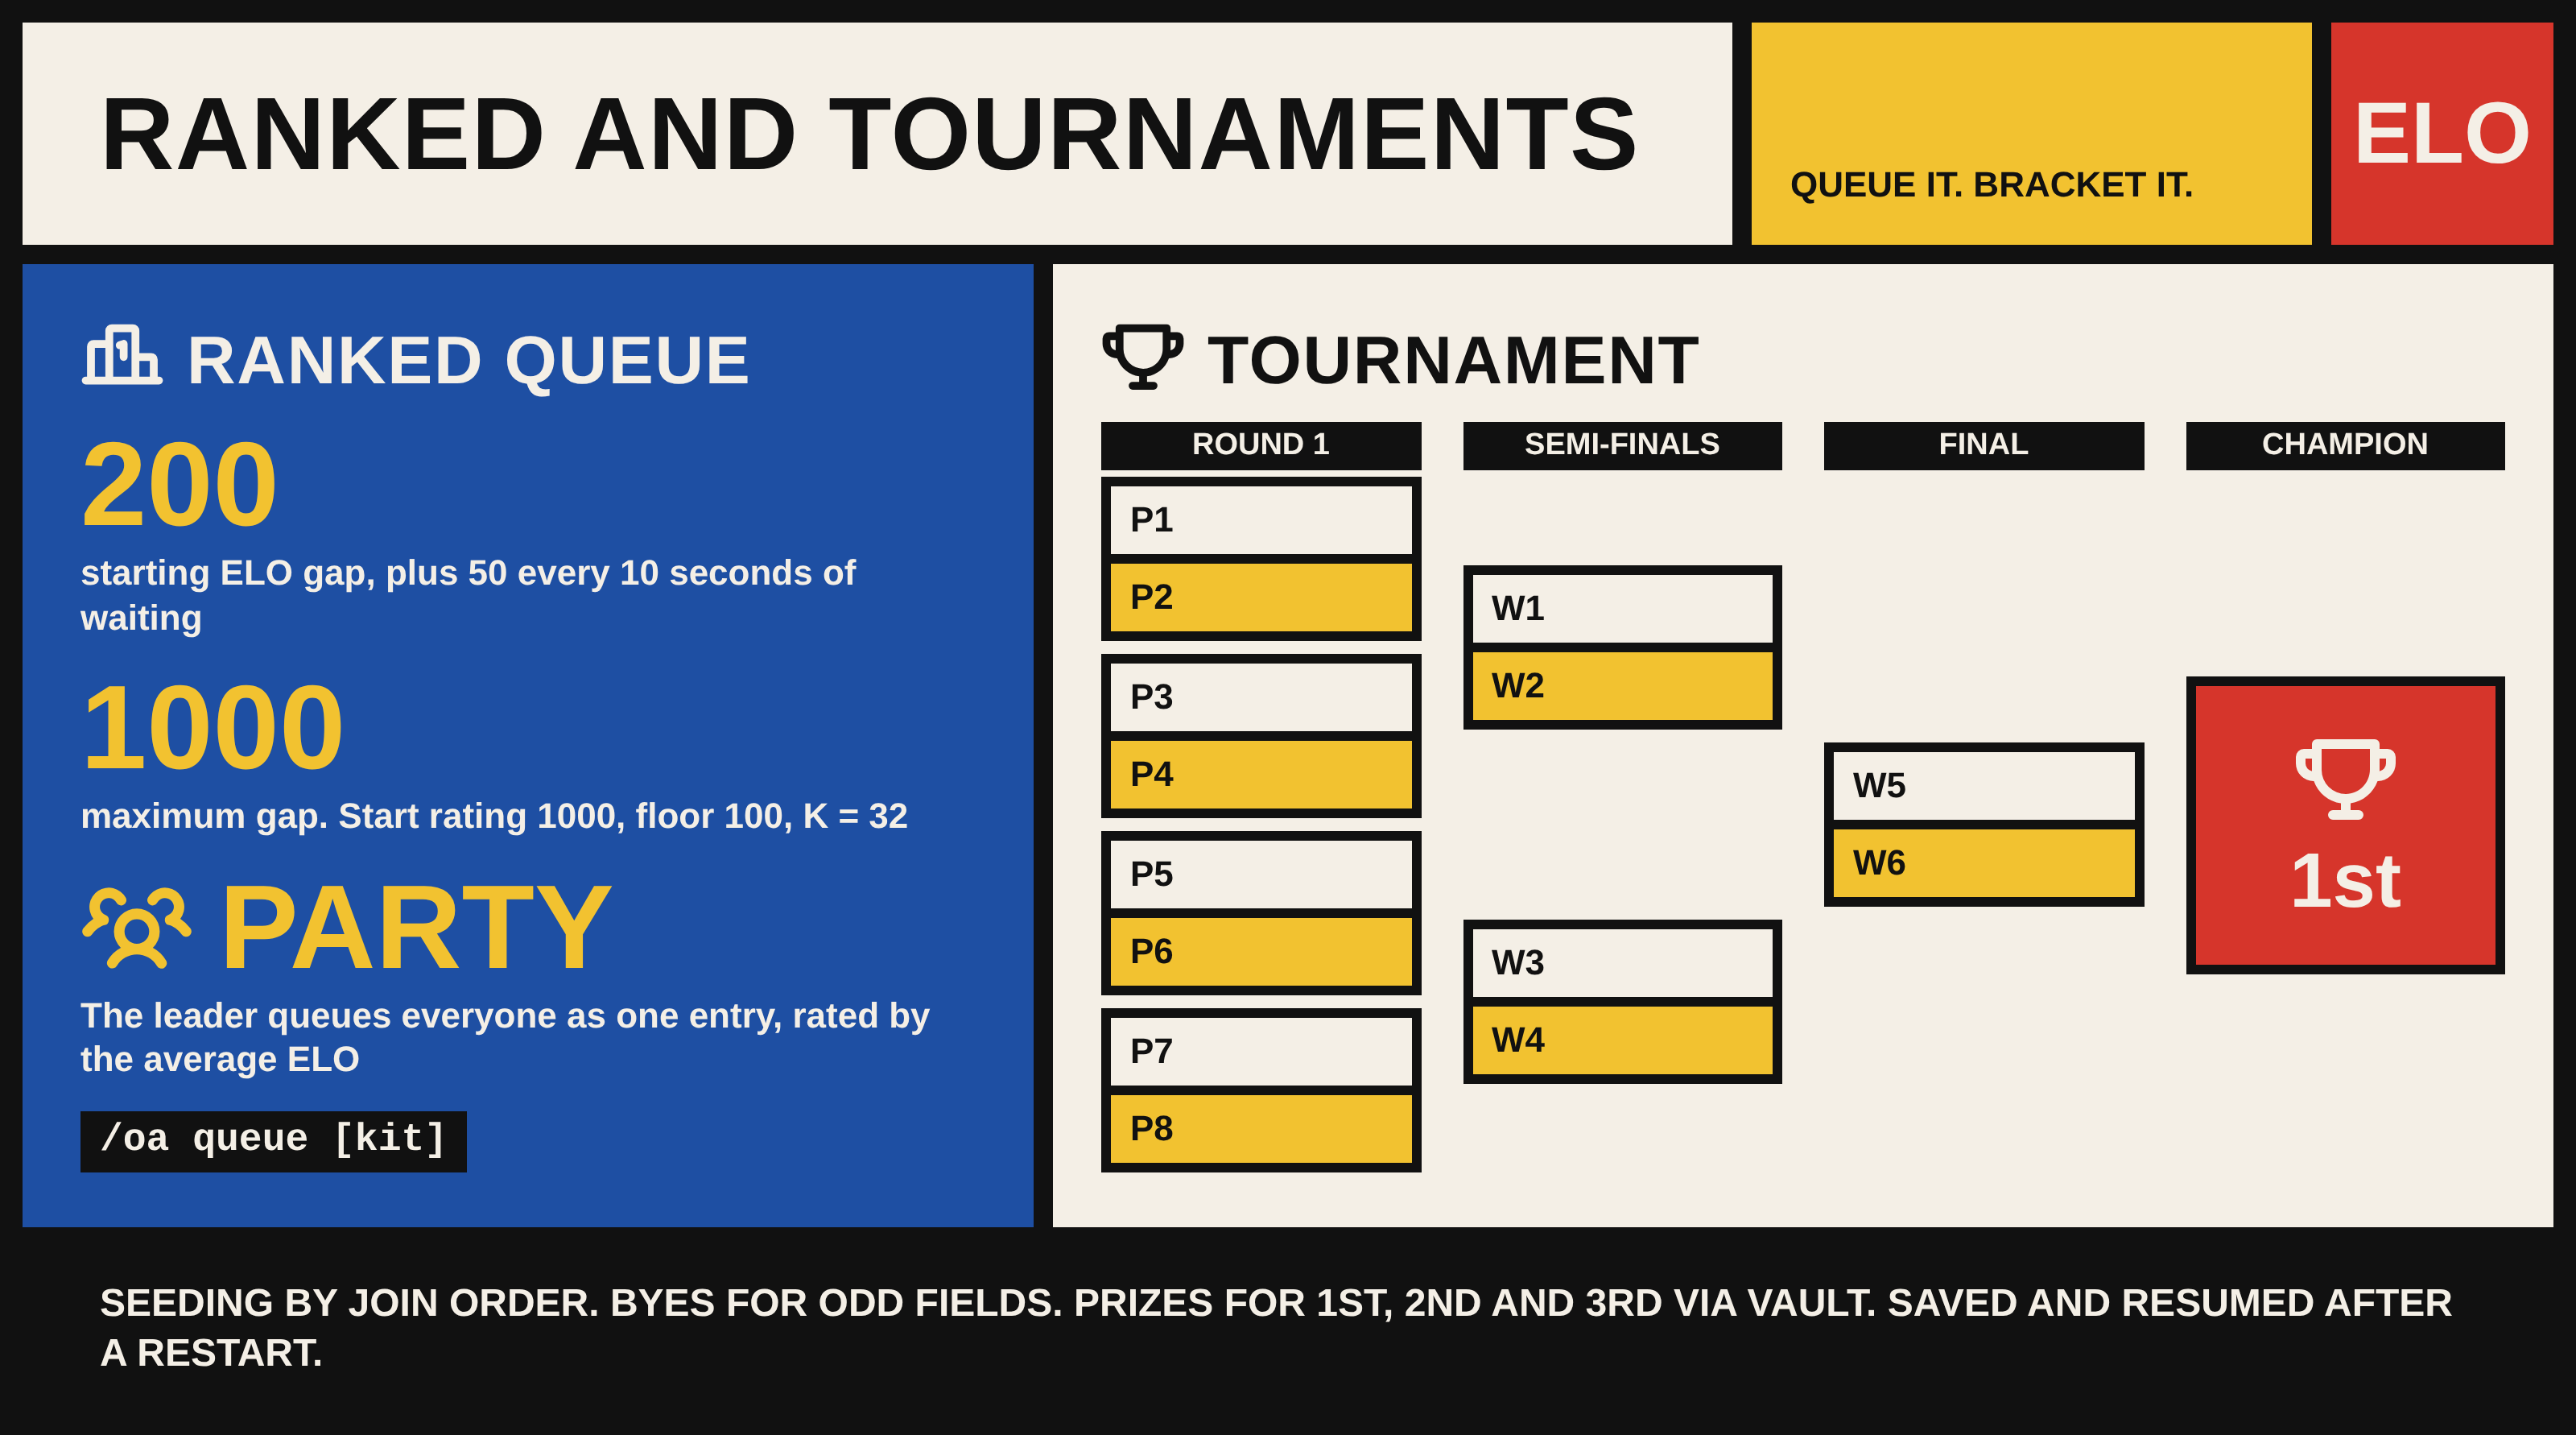 RANKED AND TOURNAMENTS
QUEUE IT. BRACKET IT.
ELO
RANKED QUEUE
200
starting ELO gap, plus 50 every 10 seconds of
waiting
1000
maximum gap. Start rating 1000, floor 100, K = 32
PARTY
The leader queues everyone as one entry, rated by
the average ELO
/oa queue [kit]
TOURNAMENT
ROUND 1
P1
P2
P3
P4
P5
P6
P7
P8
SEMI-FINALS
W1
W2
W3
W4
FINAL
W5
W6
CHAMPION
1st
SEEDING BY JOIN ORDER. BYES FOR ODD FIELDS. PRIZES FOR 1ST, 2ND AND 3RD VIA VAULT. SAVED AND RESUMED AFTER
A RESTART.